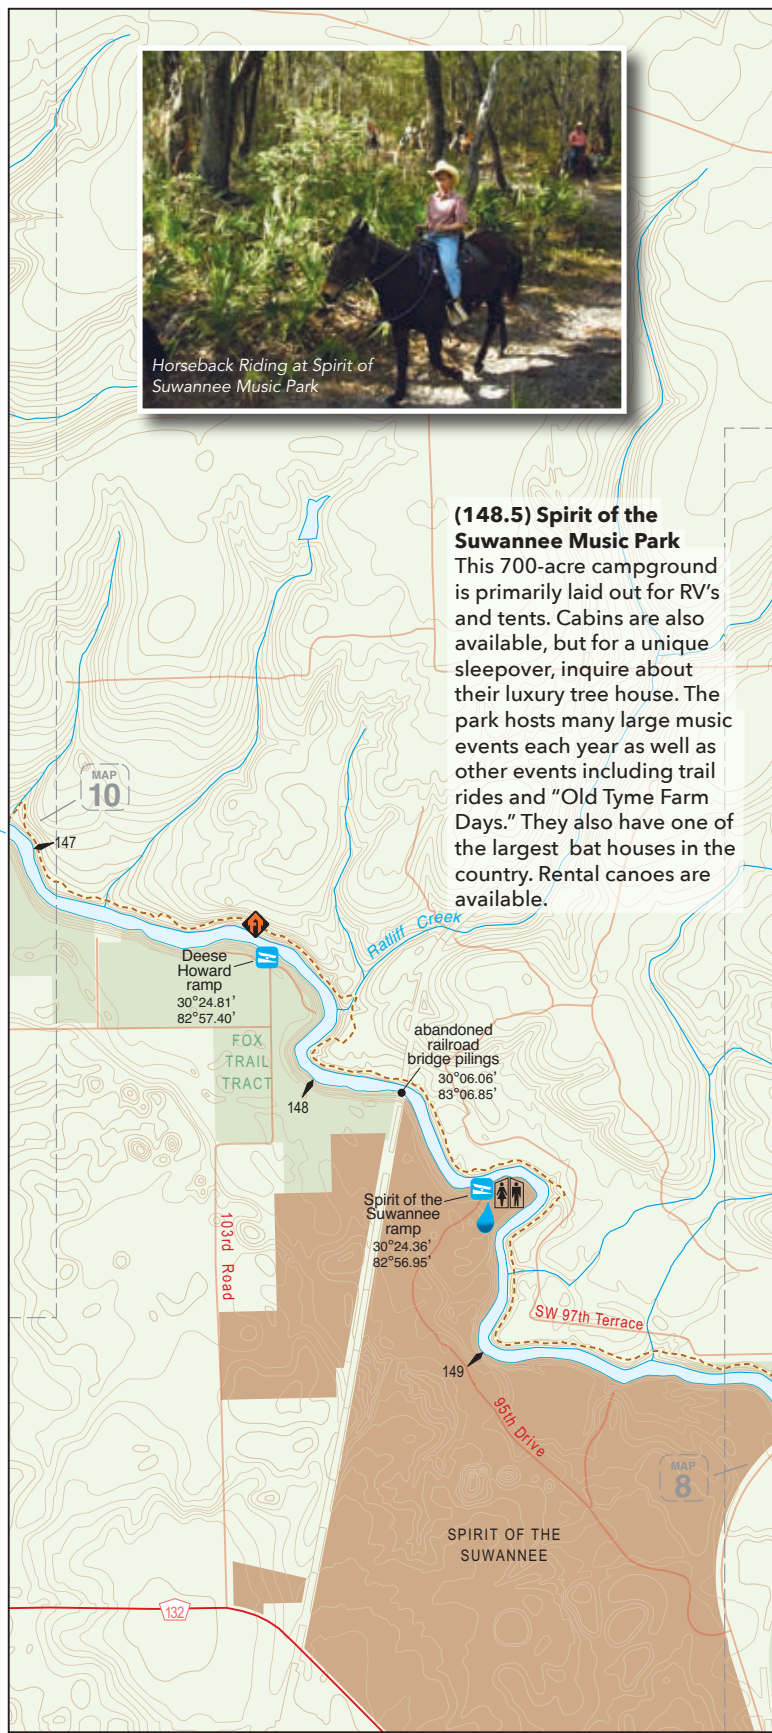 Horseback Riding at Spirit of
Suwannee Music Park
(148.5) Spirit of the
Suwannee Music Park
This 700-acre campground
is primarily laid out for RV's
and tents. Cabins are also
available, but for a unique
sleepover, inquire about
their luxury tree house. The
park hosts many large music
events each year as well as
other events including trail
rides and "Old Tyme Farm
Days." They also have one of
the largest  bat houses in the
country. Rental canoes are
available.
MAP
10
147
Ratliff Creek
Deese
Howard
ramp
30°24.81'
82°57.40'
FOX
TRAIL
TRACT
abandoned
railroad
bridge pilings
30°06.06'
83°06.85'
148
Spirit of the
Suwannee
ramp
30°24.36'
82°56.95'
103rd Road
SW 97th Terrace
149
95th Drive
MAP
8
SPIRIT OF THE
SUWANNEE
132